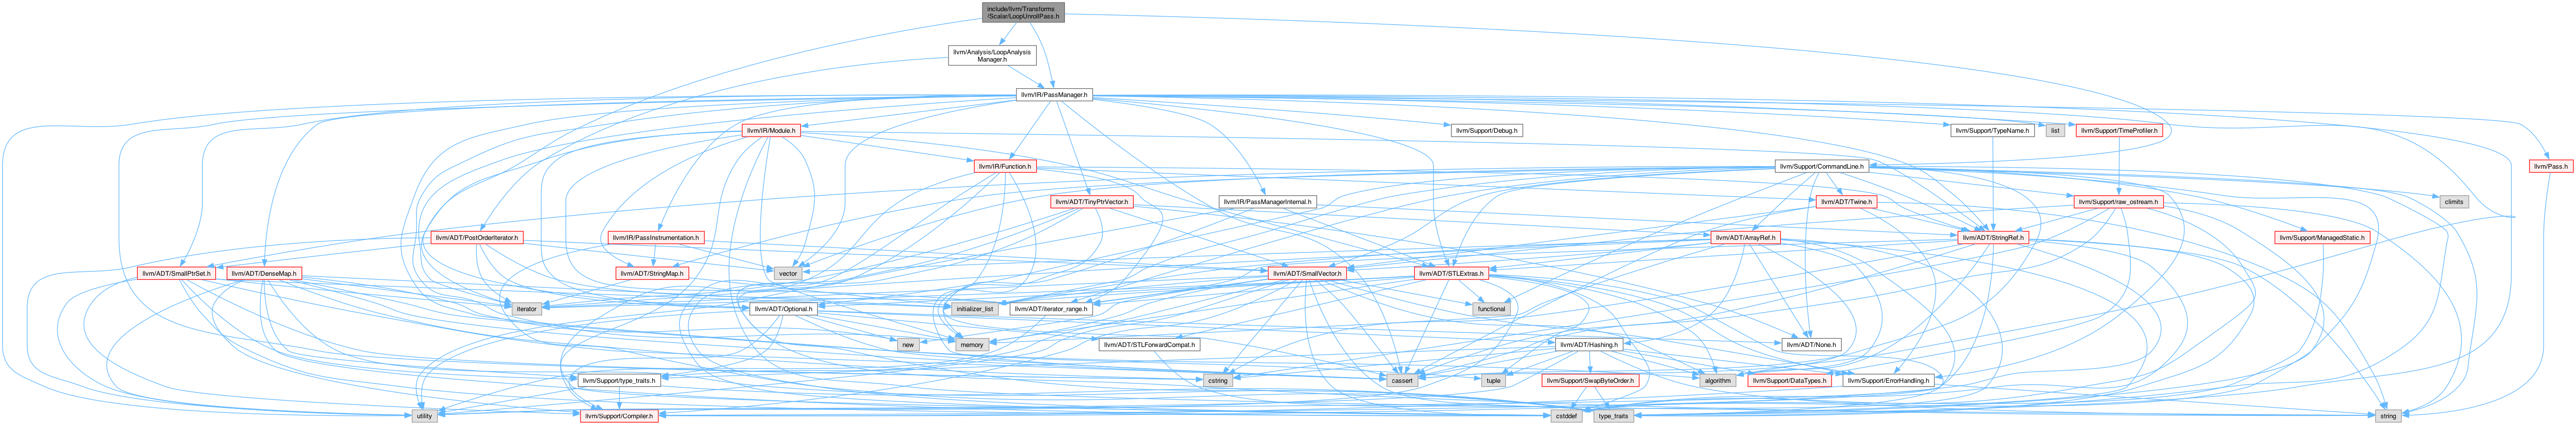 include/llvm/Transforms
/Scalar/LoopUnrollPass.h
llvm/Analysis/LoopAnalysis
Manager.h
llvm/IR/PassManager.h
llvm/IR/Module.h
llvm/Support/Debug.h
list
llvm/Support/TypeName.h
llvm/Support/TimeProfiler.h
llvm/IR/Function.h
llvm/Support/CommandLine.h
llvm/Pass.h
llvm/ADT/TinyPtrVector.h
llvm/IR/PassManagerInternal.h
llvm/ADT/Twine.h
llvm/Support/raw_ostream.h
climits
llvm/ADT/PostOrderIterator.h
llvm/IR/PassInstrumentation.h
llvm/ADT/ArrayRef.h
llvm/ADT/StringRef.h
llvm/Support/ManagedStatic.h
llvm/ADT/SmallPtrSet.h
llvm/ADT/DenseMap.h
llvm/ADT/StringMap.h
vector
llvm/ADT/SmallVector.h
llvm/ADT/STLExtras.h
iterator
llvm/ADT/Optional.h
initializer_list
llvm/ADT/iterator_range.h
functional
new
memory
llvm/ADT/STLForwardCompat.h
llvm/ADT/Hashing.h
llvm/ADT/None.h
llvm/Support/type_traits.h
cstring
cassert
tuple
llvm/Support/SwapByteOrder.h
algorithm
llvm/Support/DataTypes.h
llvm/Support/ErrorHandling.h
utility
llvm/Support/Compiler.h
cstddef
type_traits
string